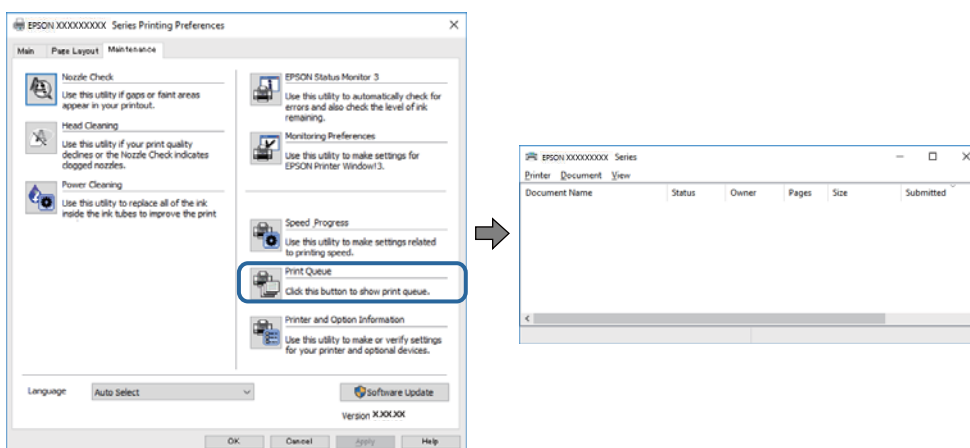 EPSON XXXXXXXXX Series Printing Preferences
Main Page Layout Maintenance
Nozzle Check
Use this utility if gaps or faint areas
appear in your printout.
Head Cleaning
Use this utility if your print quality
declines or the Nozzle Check indicates
clogged nozzles.
Power Cleaning
Use this utility to replace all of the ink
inside the ink tubes to improve the print
EPSON Status Monitor 3
Use this utility to automatically check for
errors and also check the level of ink
remaining.
Monitoring Preferences
Use this utility to make settings for
EPSON Printer Window!3.
Speed Progress
Use this utility to make settings related
to printing speed.
Print Queue
Click this button to show print queue.
Printer and Option Information
Use this utility to make or verify settings
for your printer and optional devices.
Language Auto Select
Software Update
Version X.XX.XX
OK Cancel Apply Help
EPSON XXXXXXXXX Series
Printer Document View
Document Name Status Owner Pages Size Submitted